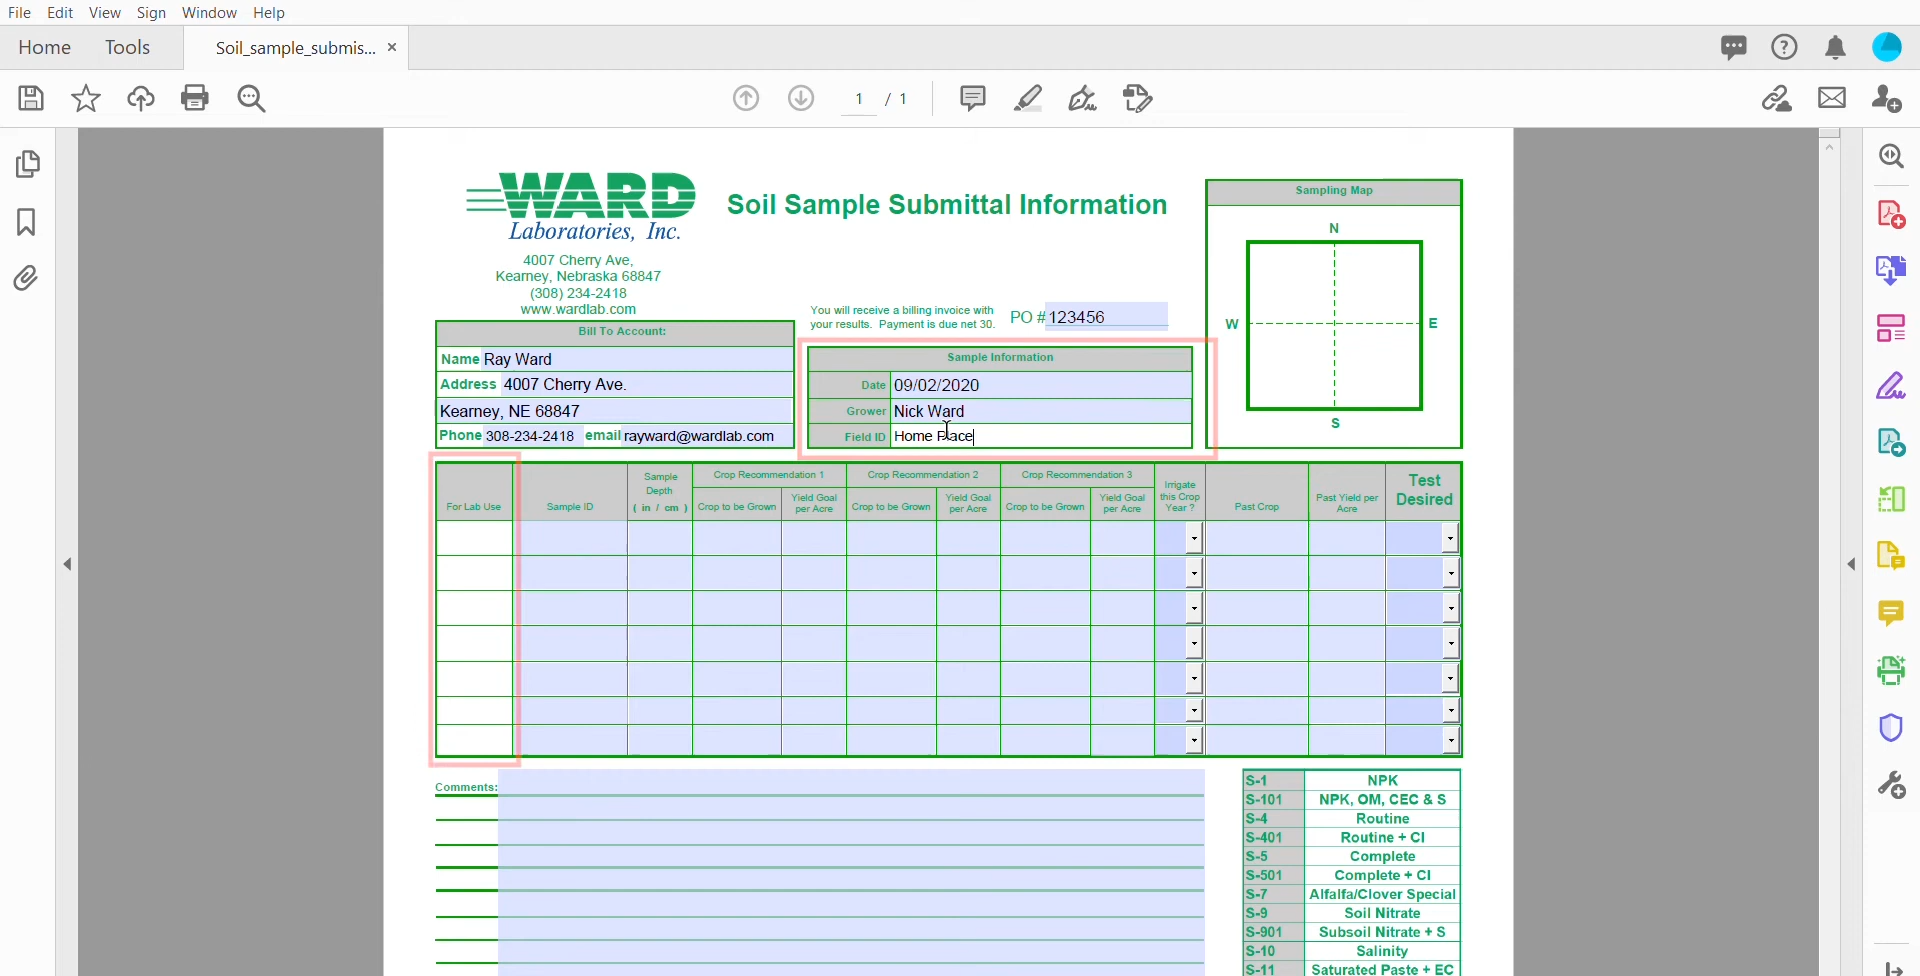 File Edit View Sign Window Help
Home Tools Soil_sample_submis... ×
1 / 1
WARD
Laboratories, Inc.
4007 Cherry Ave,
Kearney, Nebraska 68847
(308) 234-2418
www.wardlab.com
Soil Sample Submittal Information
You will receive a billing invoice with
your results. Payment is due net 30.
PO # 123456
Sampling Map
N
W E
S
Bill To Account:
Name Ray Ward
Address 4007 Cherry Ave.
Kearney, NE 68847
Phone 308-234-2418 email rayward@wardlab.com
Sample Information
Date 09/02/2020
Grower Nick Ward
Field ID Home Place
For Lab Use
Sample ID
Sample
Depth
( in / cm )
Crop Recommendation 1
Crop to be Grown
Yield Goal
per Acre
Crop Recommendation 2
Crop to be Grown
Yield Goal
per Acre
Crop Recommendation 3
Crop to be Grown
Yield Goal
per Acre
Irrigate
this Crop
Year ?
Past Crop
Past Yield per
Acre
Test
Desired
Comments:
S-1 NPK
S-101 NPK, OM, CEC & S
S-4 Routine
S-401 Routine + Cl
S-5 Complete
S-501 Complete + Cl
S-7 Alfalfa/Clover Special
S-9 Soil Nitrate
S-901 Subsoil Nitrate + S
S-10 Salinity
S-11 Saturated Paste + EC